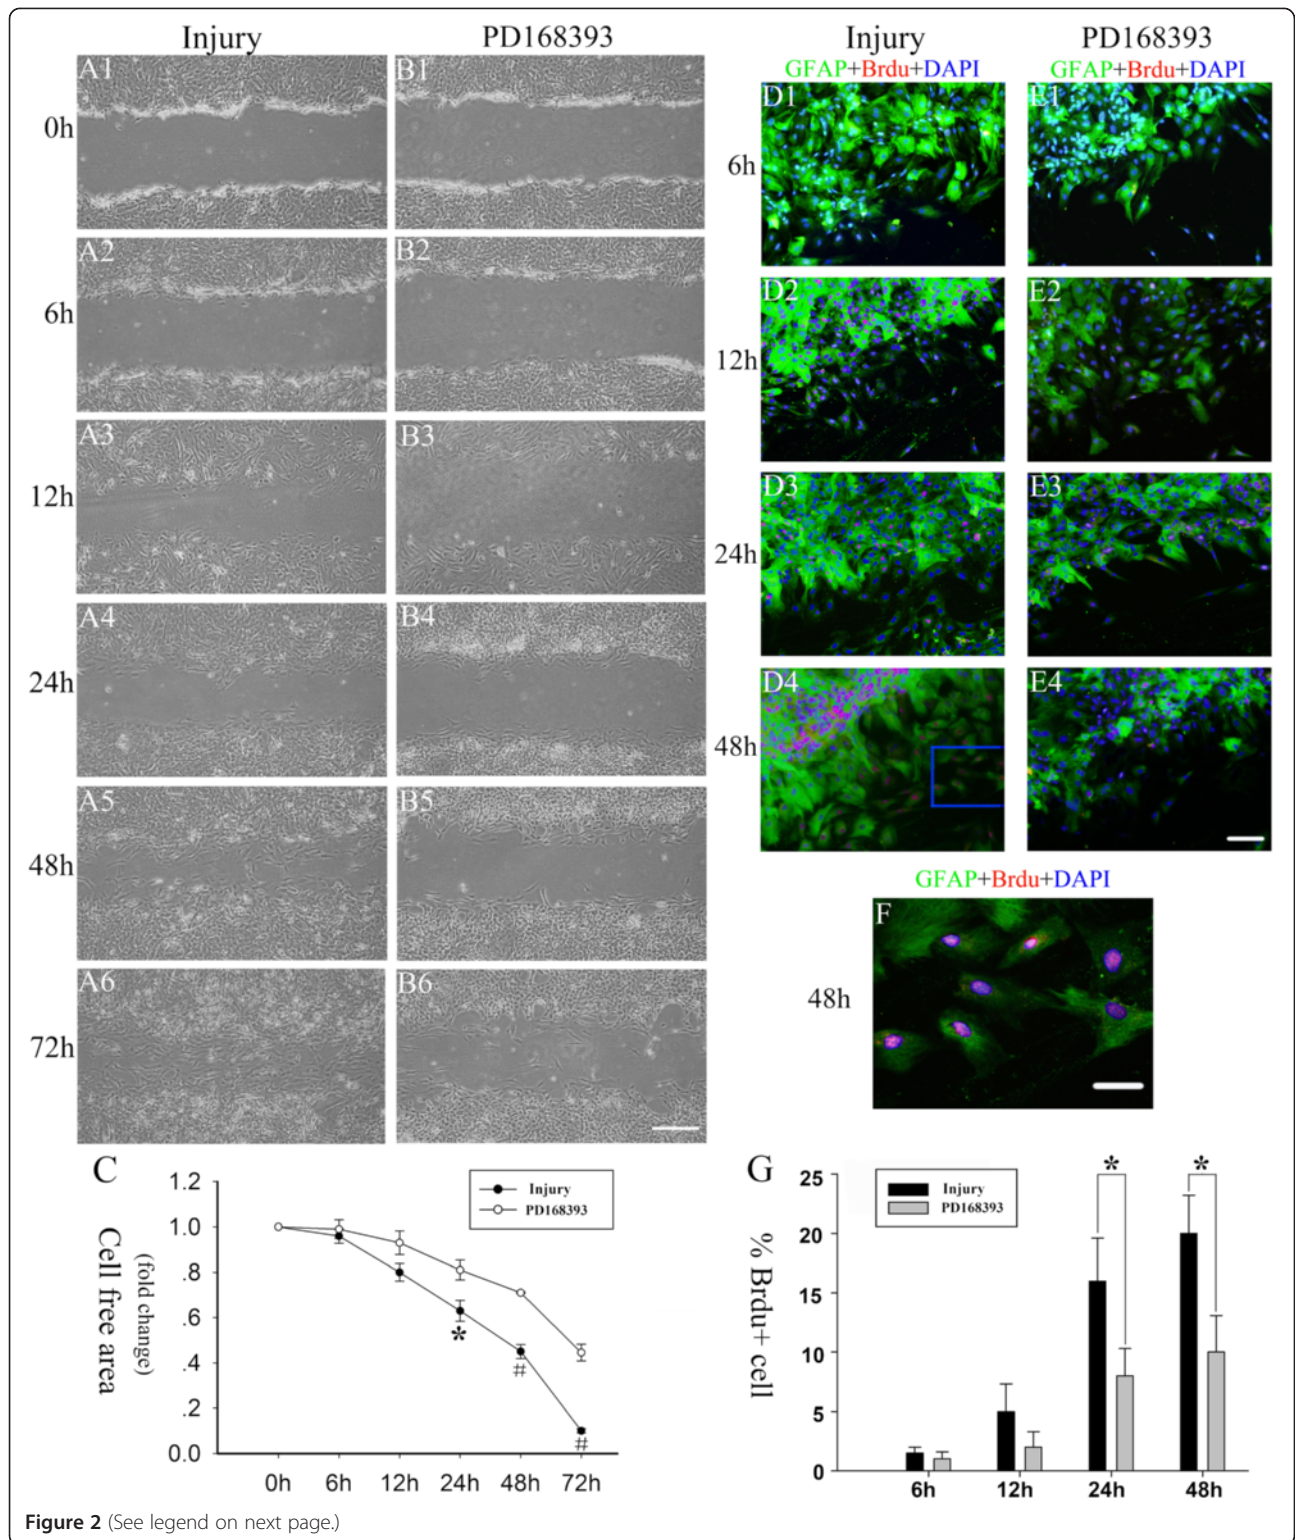 Injury
PD168393
Injury
PD168393
GFAP+Brdu+DAPI
GFAP+Brdu+DAPI
A1
B1
D1
E1
0h
6h
A2
B2
D2
E2
6h
12h
A3
B3
D3
E3
12h
24h
A4
B4
D4
E4
24h
48h
A5
B5
48h
GFAP+Brdu+DAPI
F
48h
A6
B6
72h
C
Cell free area
(fold change)
1.2
1.0
.8
.6
.4
.2
0.0
Injury
PD168393
*
#
#
0h 6h 12h 24h 48h 72h
G
% Brdu+ cell
25
20
15
10
5
0
Injury
PD168393
* *
6h 12h 24h 48h
Figure 2 (See legend on next page.)